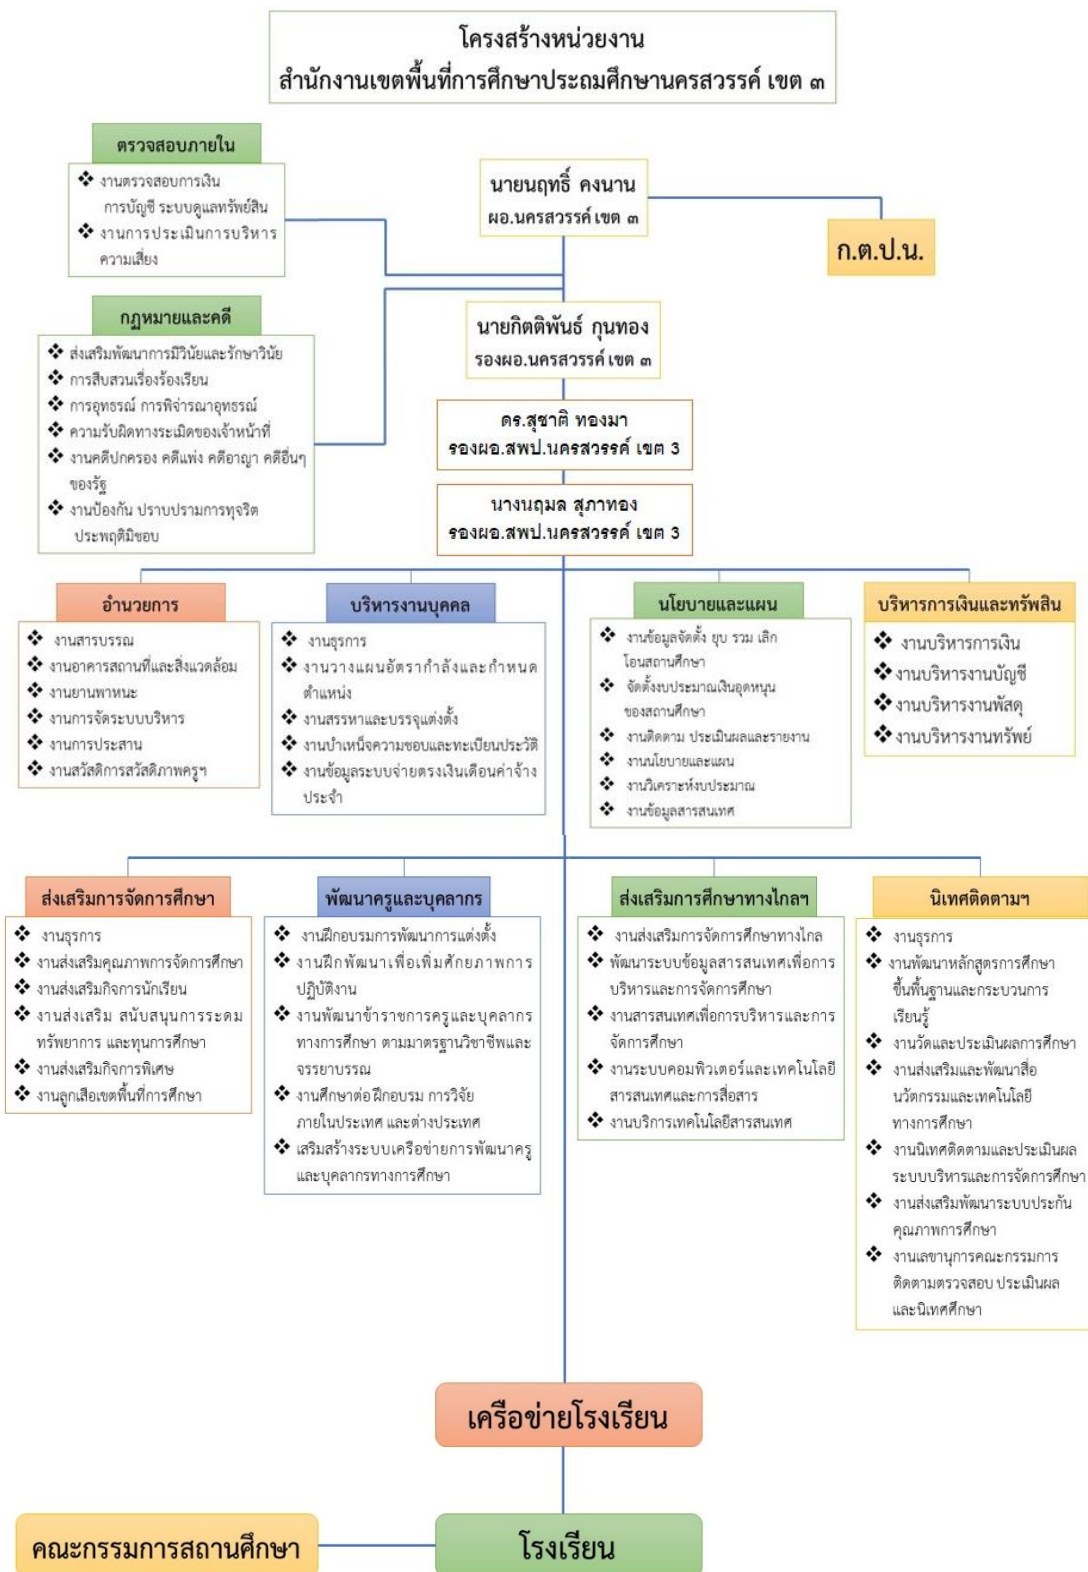 โครงสร้างหน่วยงาน
สำนักงานเขตพื้นที่การศึกษาประถมศึกษานครสวรรค์ เขต ๓
ตรวจสอบภายใน
❖ งานตรวจสอบการเงิน
การบัญชี ระบบดูแลทรัพย์สิน
❖ งานการประเมินการบริหาร
ความเสี่ยง
นายนฤทธิ์ คงนาน
ผอ.นครสวรรค์ เขต ๓
ก.ต.ป.น.
กฎหมายและคดี
❖ ส่งเสริมพัฒนาการมีวินัยและรักษาวินัย
❖ การสืบสวนเรื่องร้องเรียน
❖ การอุทธรณ์ การพิจารณาอุทธรณ์
❖ ความรับผิดทางระเมิดของเจ้าหน้าที่
❖ งานคดีปกครอง คดีแพ่ง คดีอาญา คดีอื่นๆ
ของรัฐ
❖ งานป้องกัน ปราบปรามการทุจริต
ประพฤติมิชอบ
นายกิตติพันธ์ กุนทอง
รองผอ.นครสวรรค์ เขต ๓
ดร.สุชาติ ทองมา
รองผอ.สพป.นครสวรรค์ เขต 3
นางนฤมล สุภาทอง
รองผอ.สพป.นครสวรรค์ เขต 3
อำนวยการ
❖ งานสารบรรณ
❖ งานอาคารสถานที่และสิ่งแวดล้อม
❖ งานยานพาหนะ
❖ งานการจัดระบบบริหาร
❖ งานการประสาน
❖ งานสวัสดิการสวัสดิภาพครูฯ
บริหารงานบุคคล
❖ งานธุรการ
❖ งานวางแผนอัตรากำลังและกำหนด
ตำแหน่ง
❖ งานสรรหาและบรรจุแต่งตั้ง
❖ งานบำเหน็จความชอบและทะเบียนประวัติ
❖ งานข้อมูลระบบจ่ายตรงเงินเดือนค่าจ้าง
ประจำ
นโยบายและแผน
❖ งานข้อมูลจัดตั้ง ยุบ รวม เลิก
โอนสถานศึกษา
❖ จัดตั้งงบประมาณเงินอุดหนุน
ของสถานศึกษา
❖ งานติดตาม ประเมินผลและรายงาน
❖ งานนโยบายและแผน
❖ งานวิเคราะห์งบประมาณ
❖ งานข้อมูลสารสนเทศ
บริหารการเงินและทรัพสิน
❖ งานบริหารการเงิน
❖ งานบริหารงานบัญชี
❖ งานบริหารงานพัสดุ
❖ งานบริหารงานทรัพย์
ส่งเสริมการจัดการศึกษา
❖ งานธุรการ
❖ งานส่งเสริมคุณภาพการจัดการศึกษา
❖ งานส่งเสริมกิจการนักเรียน
❖ งานส่งเสริม สนับสนุนการระดม
ทรัพยาการ และทุนการศึกษา
❖ งานส่งเสริมกิจการพิเศษ
❖ งานลูกเสือเขตพื้นที่การศึกษา
พัฒนาครูและบุคลากร
❖ งานฝึกอบรมการพัฒนาการแต่งตั้ง
❖ งานฝึกพัฒนาเพื่อเพิ่มศักยภาพการ
ปฏิบัติงาน
❖ งานพัฒนาข้าราชการครูและบุคลากร
ทางการศึกษา ตามมาตรฐานวิชาชีพและ
จรรยาบรรณ
❖ งานศึกษาต่อ ฝึกอบรม การวิจัย
ภายในประเทศ และต่างประเทศ
❖ เสริมสร้างระบบเครือข่ายการพัฒนาครู
และบุคลากรทางการศึกษา
ส่งเสริมการศึกษาทางไกลฯ
❖ งานส่งเสริมการจัดการศึกษาทางไกล
❖ พัฒนาระบบข้อมูลสารสนเทศเพื่อการ
บริหารและการจัดการศึกษา
❖ งานสารสนเทศเพื่อการบริหารและการ
จัดการศึกษา
❖ งานระบบคอมพิวเตอร์และเทคโนโลยี
สารสนเทศและการสื่อสาร
❖ งานบริการเทคโนโลยีสารสนเทศ
นิเทศติดตามฯ
❖ งานธุรการ
❖ งานพัฒนาหลักสูตรการศึกษา
ขึ้นพื้นฐานและกระบวนการ
เรียนรู้
❖ งานวัดและประเมินผลการศึกษา
❖ งานส่งเสริมและพัฒนาสื่อ
นวัตกรรมและเทคโนโลยี
ทางการศึกษา
❖ งานนิเทศติดตามและประเมินผล
ระบบบริหารและการจัดการศึกษา
❖ งานส่งเสริมพัฒนาระบบประกัน
คุณภาพการศึกษา
❖ งานเลขานุการคณะกรรมการ
ติดตามตรวจสอบ ประเมินผล
และนิเทศศึกษา
เครือข่ายโรงเรียน
คณะกรรมการสถานศึกษา
โรงเรียน